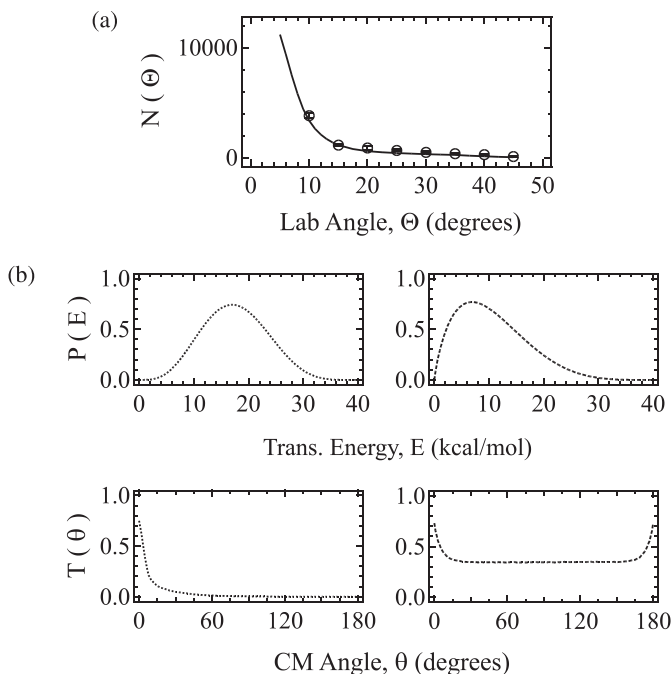 (a)
N ( Θ )
10000
0
0 10 20 30 40 50
Lab Angle, Θ (degrees)
(b)
P ( E )
1.0 1.0
0.5 0.5
0.0 0.0
0 10 20 30 40 0 10 20 30 40
Trans. Energy, E (kcal/mol)
T ( θ )
1.0 1.0
0.5 0.5
0.0 0.0
0 60 120 180 0 60 120 180
CM Angle, θ (degrees)